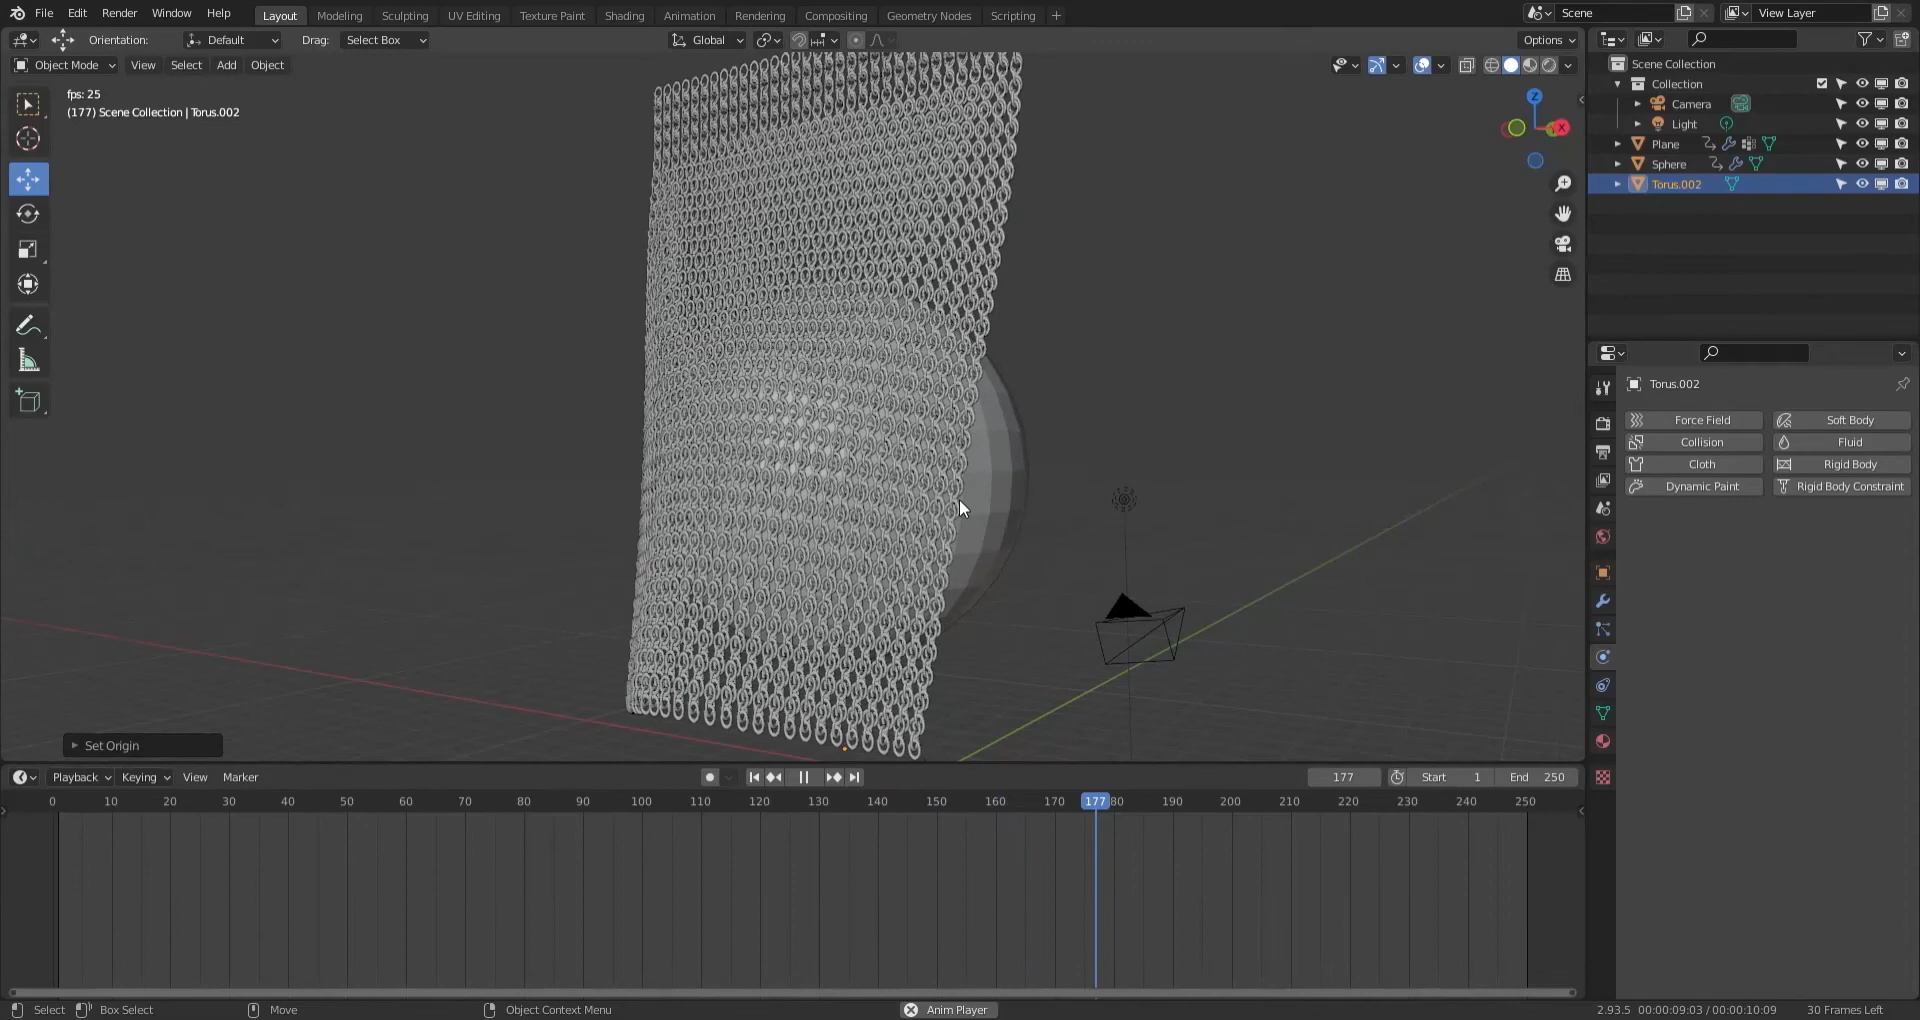 File Edit Render Window Help
Layout Modeling Sculpting UV Editing Texture Paint Shading Animation Rendering Compositing Geometry Nodes Scripting +
Scene
View Layer
Orientation: Default Drag: Select Box
Global
Options
Object Mode View Select Add Object
fps: 25
(177) Scene Collection | Torus.002
Z
X
Scene Collection
Collection
Camera
Light
Plane
Sphere
Torus.002
Torus.002
Force Field Soft Body
Collision Fluid
Cloth Rigid Body
Dynamic Paint Rigid Body Constraint
Set Origin
Playback Keying View Marker
177
Start 1 End 250
0 10 20 30 40 50 60 70 80 90 100 110 120 130 140 150 160 170 177 80 190 200 210 220 230 240 250
Select Box Select Move Object Context Menu Anim Player
2.93.5 00:00:09:03 / 00:00:10:09 30 Frames Left